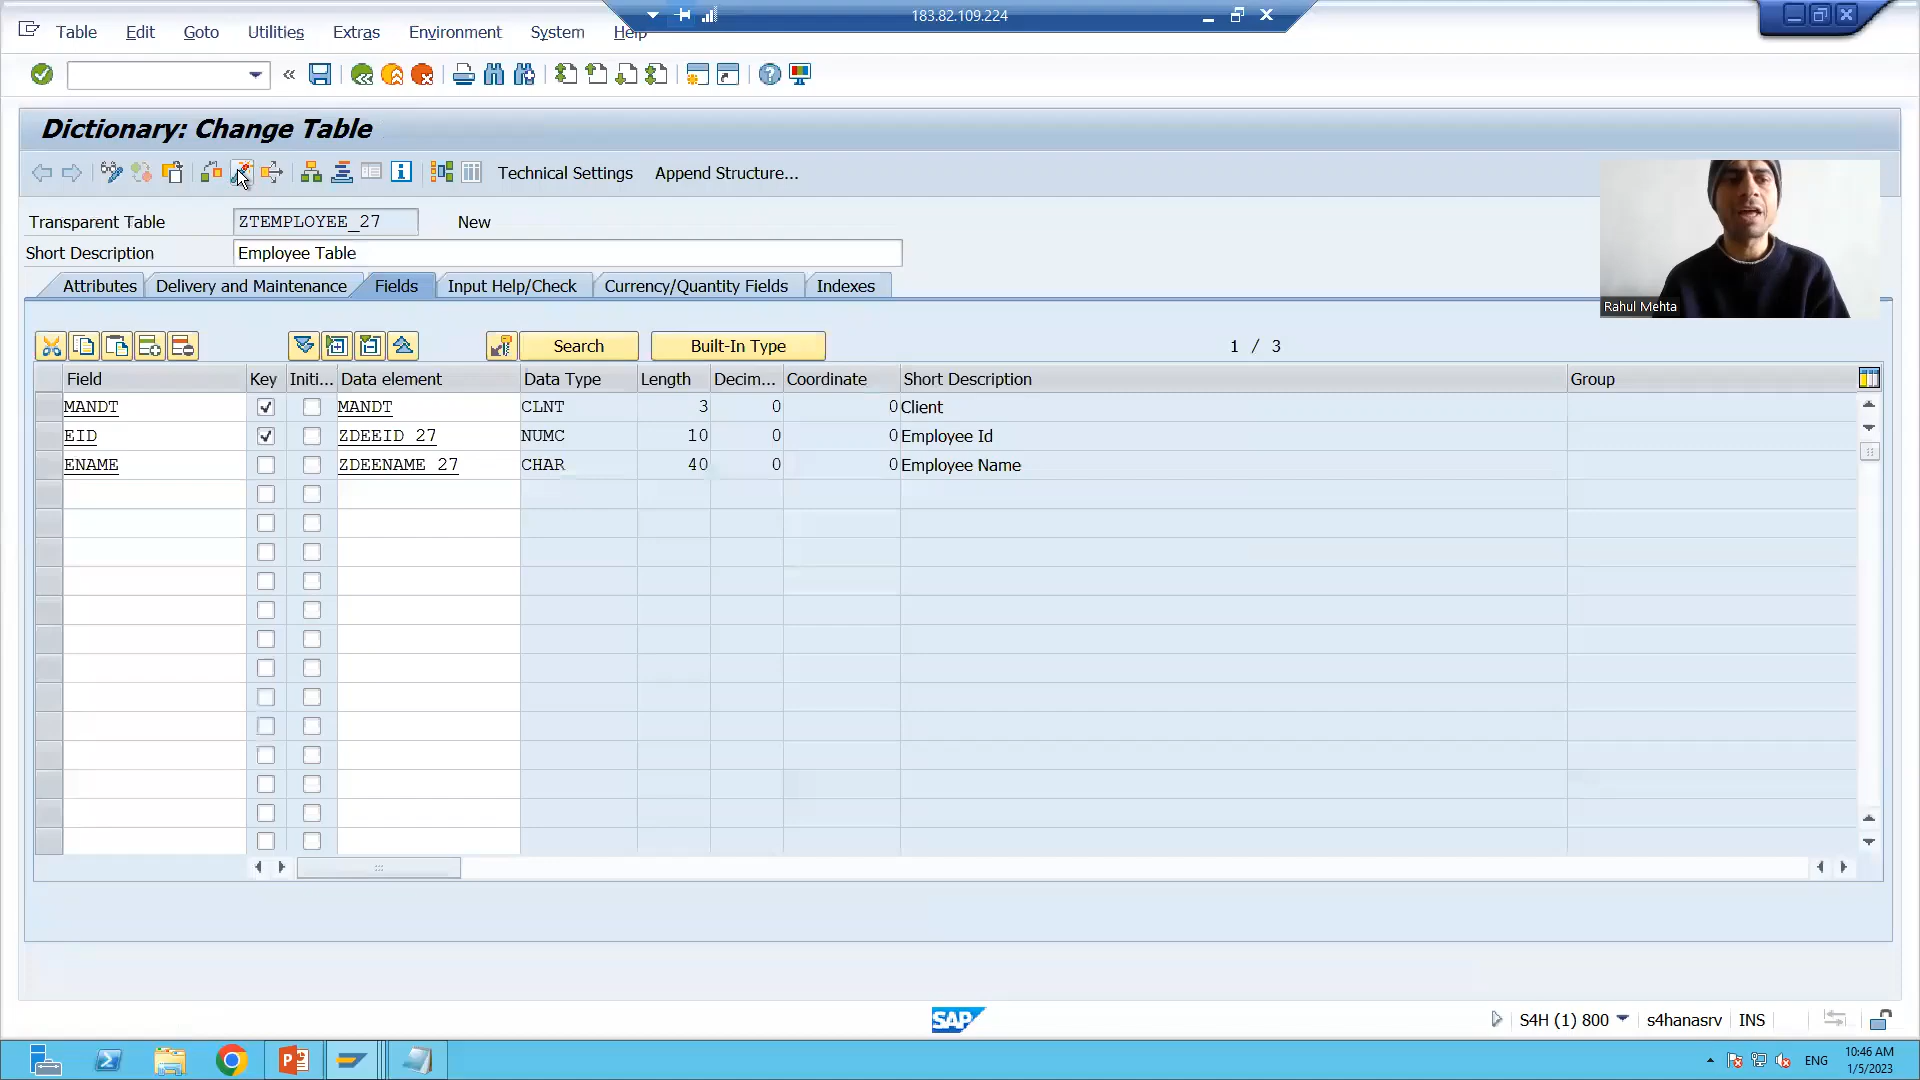 183.82.109.224
Table Edit Goto Utilities Extras Environment System Help
Dictionary: Change Table
Technical Settings Append Structure...
Transparent Table ZTEMPLOYEE_27 New
Short Description Employee Table
Attributes Delivery and Maintenance Fields Input Help/Check Currency/Quantity Fields Indexes
Rahul Mehta
Search Built-In Type 1 / 3
Field Key Initi... Data element Data Type Length Decim... Coordinate Short Description Group
MANDT MANDT CLNT 3 0 0 Client
EID ZDEEID_27 NUMC 10 0 0 Employee Id
ENAME ZDEENAME_27 CHAR 40 0 0 Employee Name
SAP
S4H (1) 800 s4hanasrv INS
ENG 10:46 AM
1/5/2023